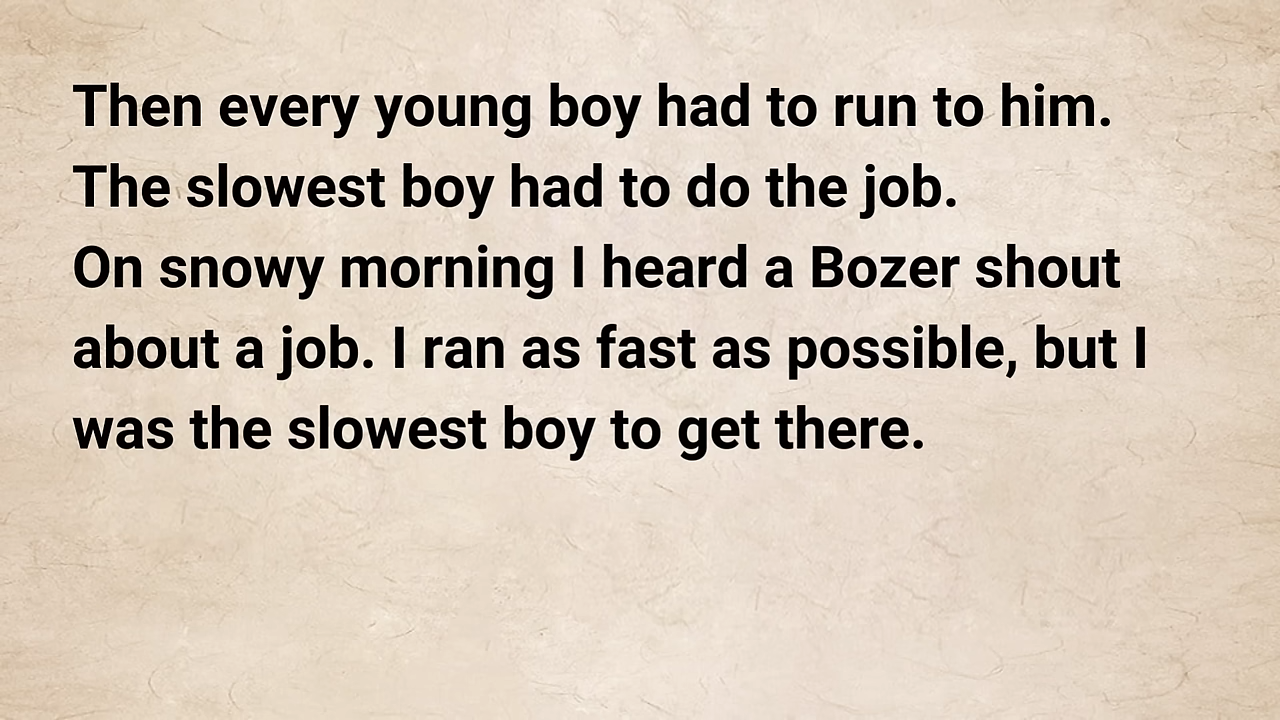 Then every young boy had to run to him.
The slowest boy had to do the job.
On snowy morning I heard a Bozer shout
about a job. I ran as fast as possible, but I
was the slowest boy to get there.